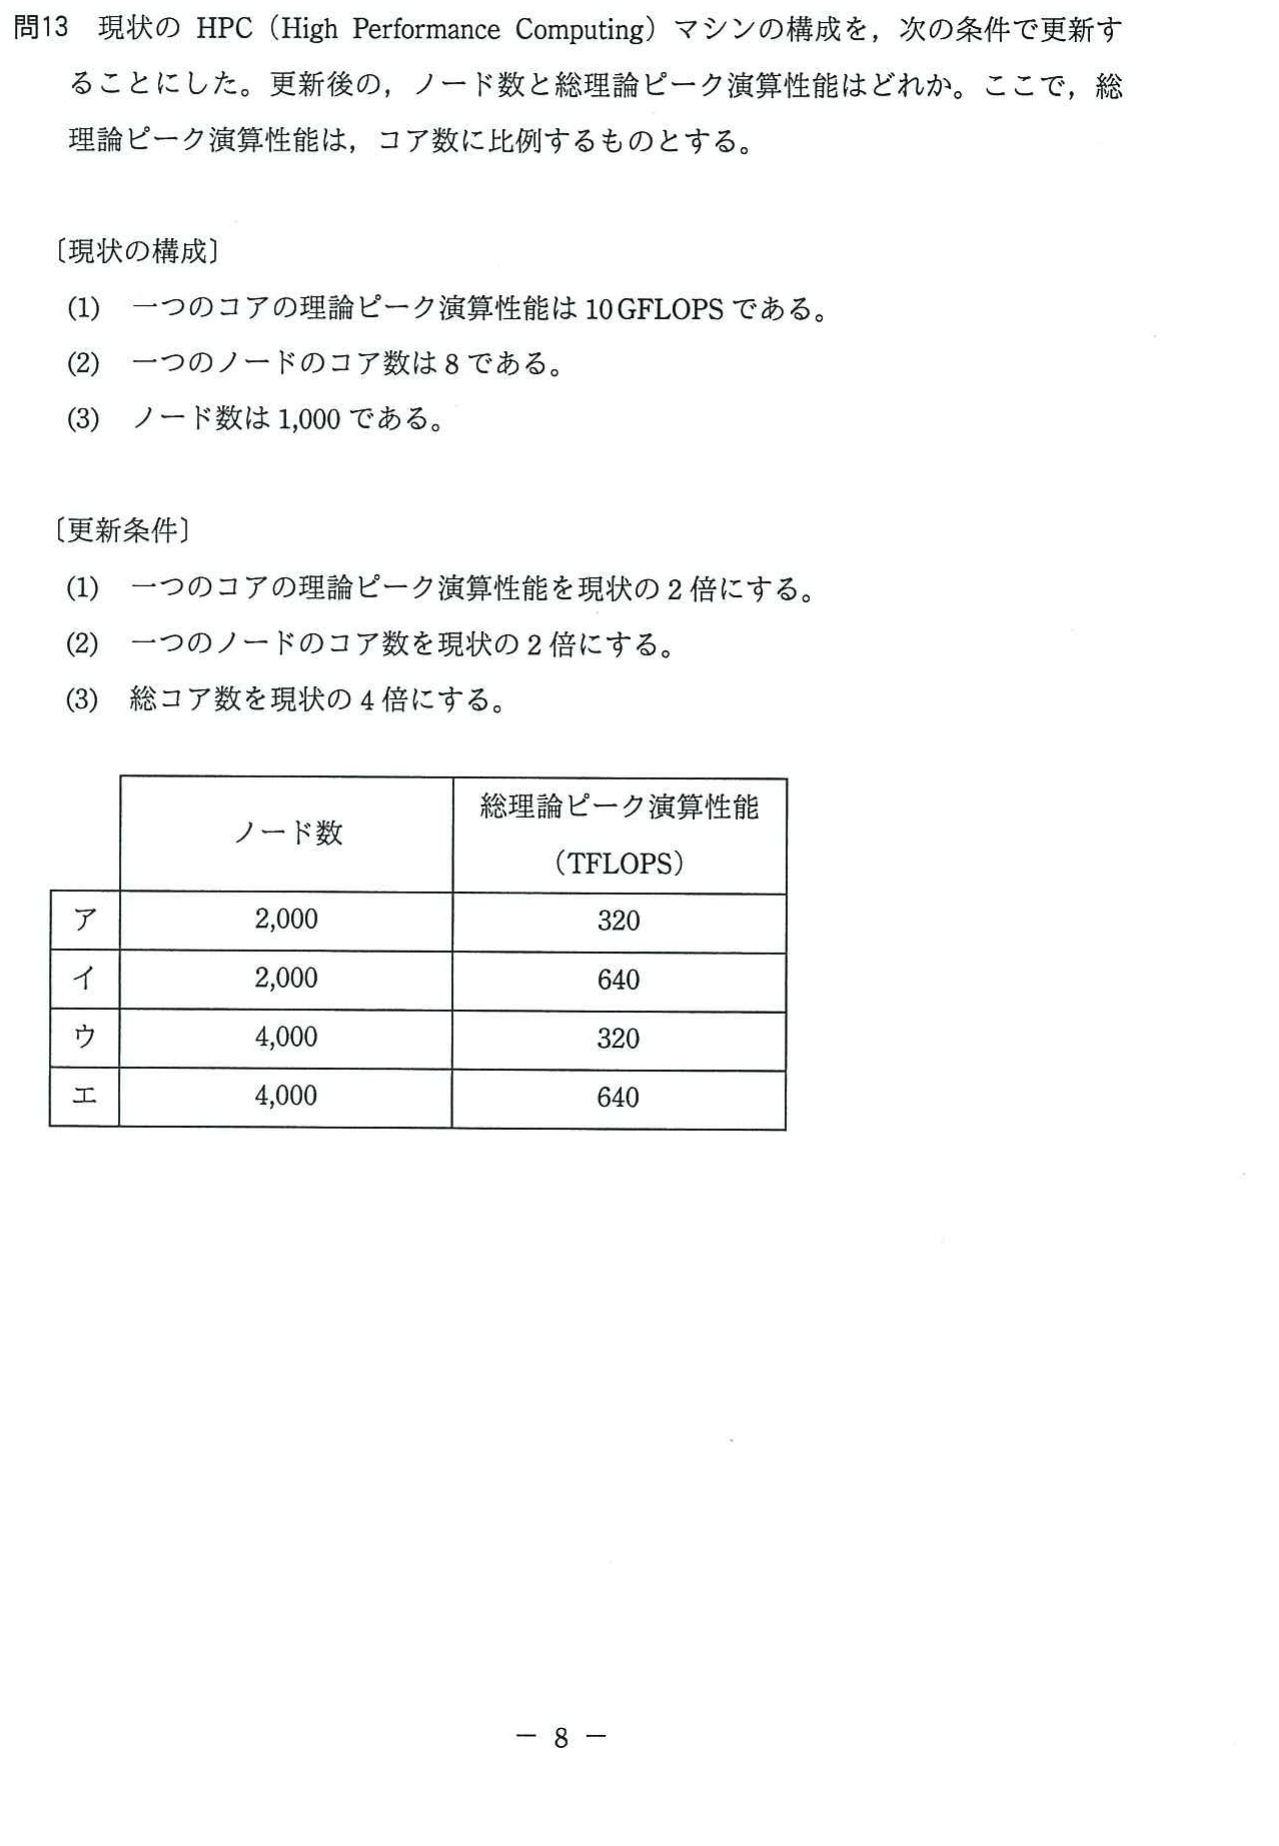 問13 現状の HPC（High Performance Computing）マシンの構成を，次の条件で更新す
ることにした。更新後の，ノード数と総理論ピーク演算性能はどれか。ここで，総
理論ピーク演算性能は，コア数に比例するものとする。
〔現状の構成〕
(1) 一つのコアの理論ピーク演算性能は 10 GFLOPS である。
(2) 一つのノードのコア数は 8 である。
(3) ノード数は 1,000 である。
〔更新条件〕
(1) 一つのコアの理論ピーク演算性能を現状の 2 倍にする。
(2) 一つのノードのコア数を現状の 2 倍にする。
(3) 総コア数を現状の 4 倍にする。
ノード数 総理論ピーク演算性能
（TFLOPS）
ア 2,000 320
イ 2,000 640
ウ 4,000 320
エ 4,000 640
－ 8 －